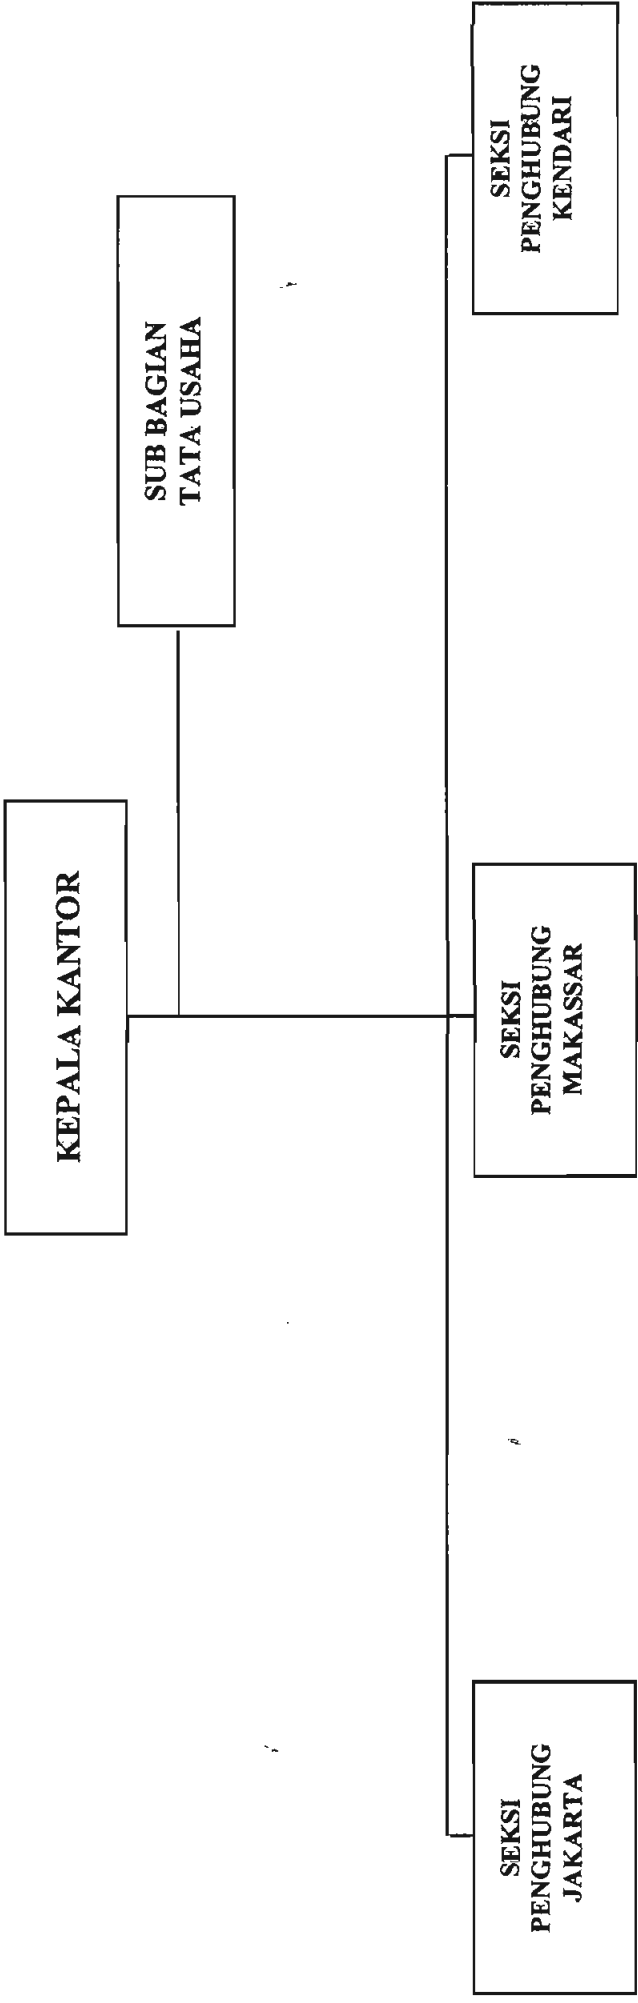 KEPALA KANTOR
SUB BAGIAN
TATA USAHA
SEKSI
PENGHUBUNG
JAKARTA
SEKSI
PENGHUBUNG
MAKASSAR
SEKSI
PENGHUBUNG
KENDARI